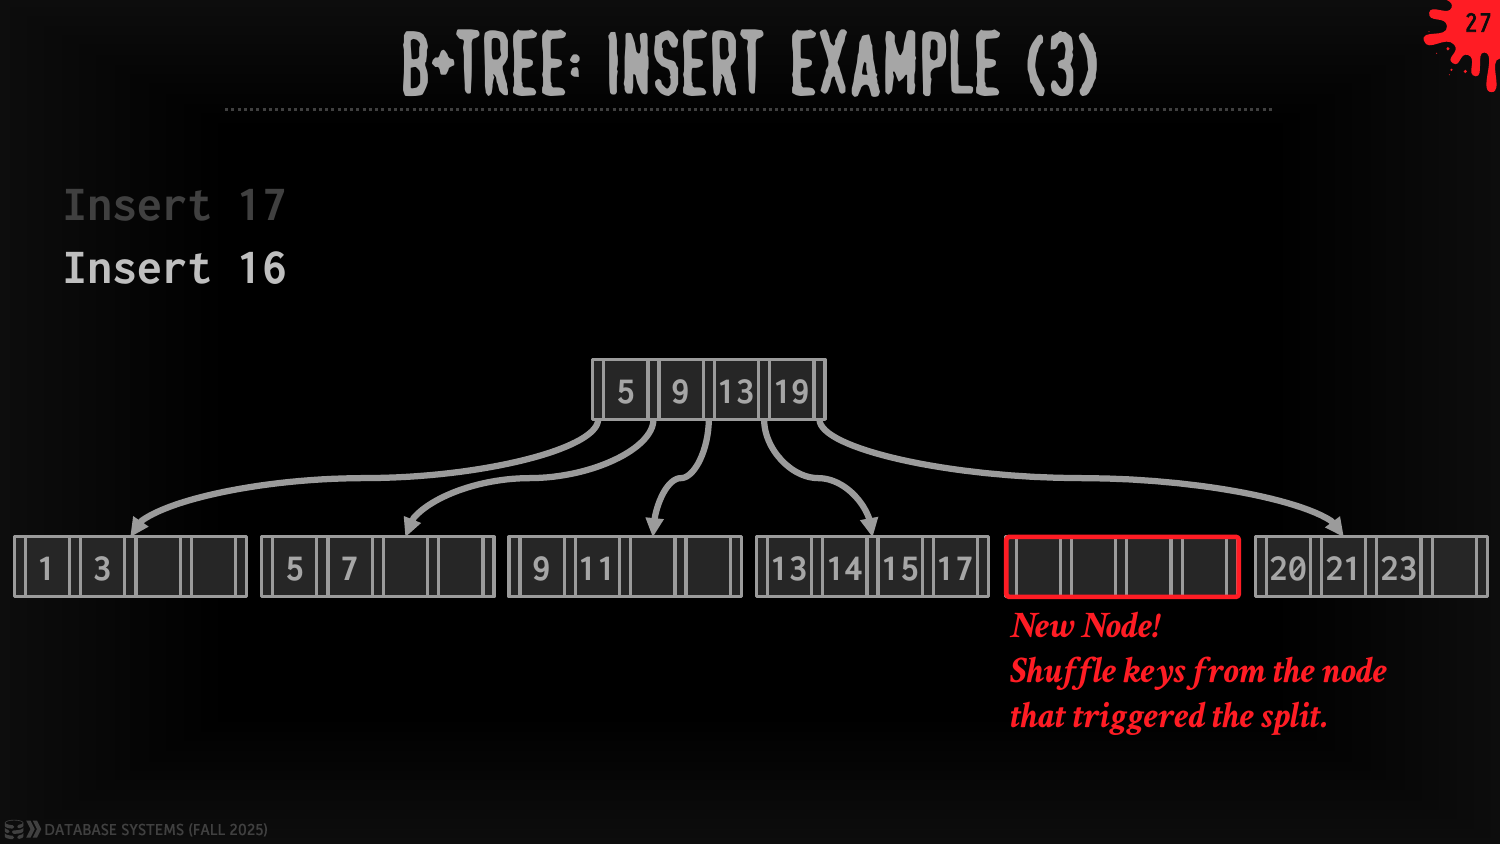 27
B+TREE: INSERT EXAMPLE (3)
Insert 17
Insert 16
5 9 13 19
1 3 5 7 9 11 13 14 15 17 20 21 23
New Node!
Shuffle keys from the node
that triggered the split.
DATABASE SYSTEMS (FALL 2025)